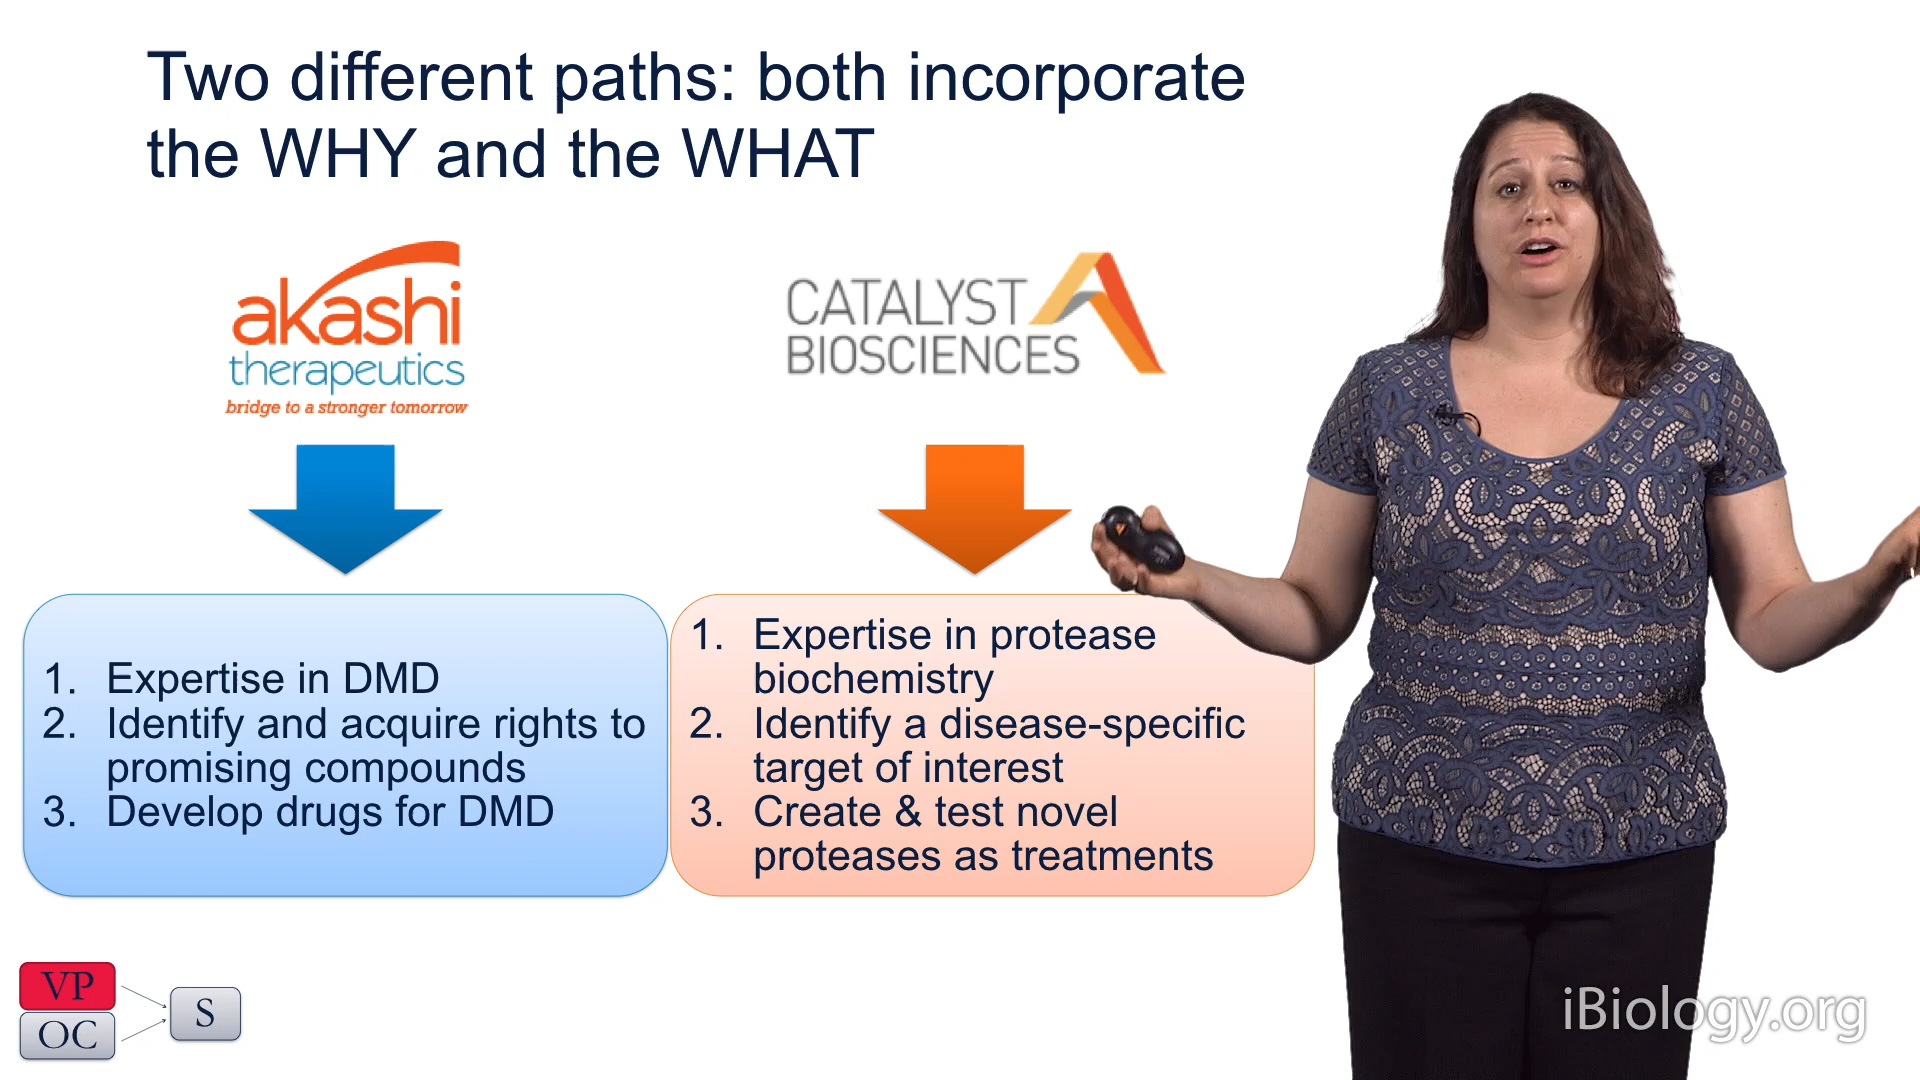 Two different paths: both incorporate
the WHY and the WHAT
akashi
therapeutics
bridge to a stronger tomorrow
CATALYST
BIOSCIENCES
1. Expertise in DMD
2. Identify and acquire rights to
promising compounds
3. Develop drugs for DMD
1. Expertise in protease
biochemistry
2. Identify a disease-specific
target of interest
3. Create & test novel
proteases as treatments
VP
OC
S
iBiology.org